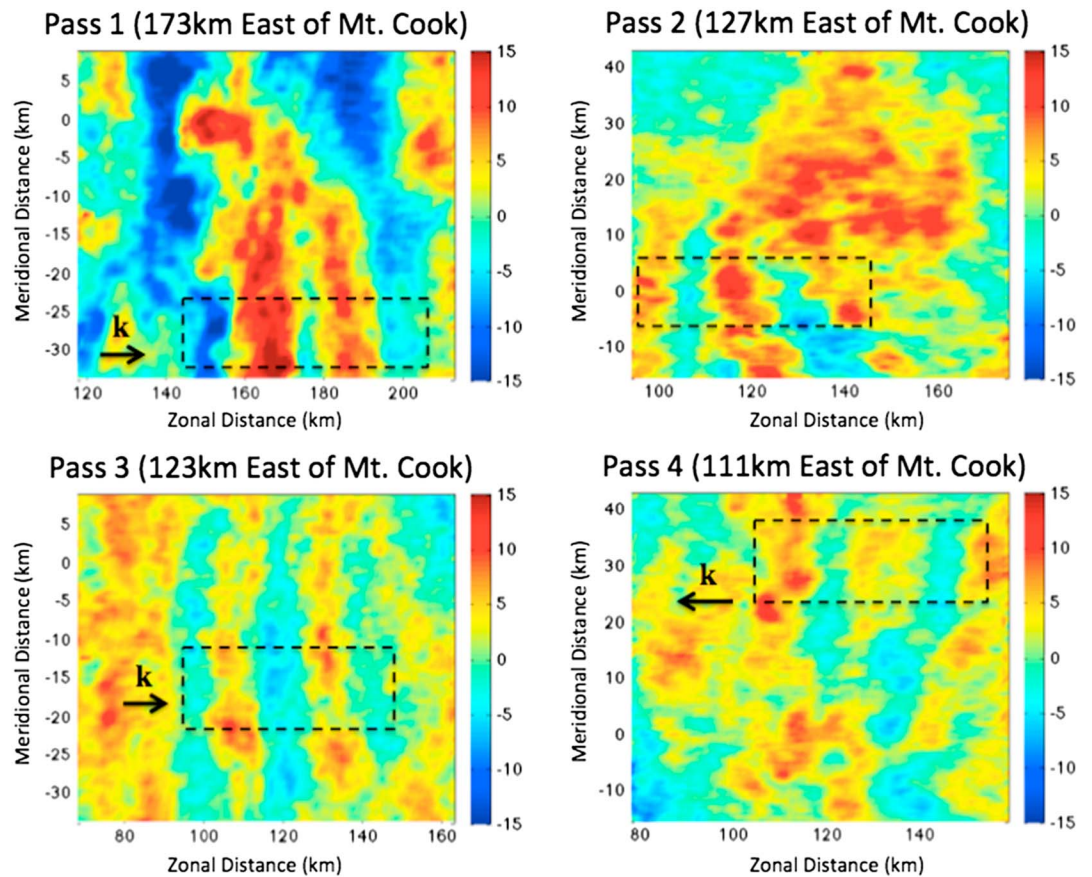 Pass 1 (173km East of Mt. Cook)
Meridional Distance (km)
5
0
-5
-10
-15
-20
-25
-30
k
120 140 160 180 200
Zonal Distance (km)
15
10
5
0
-5
-10
-15
Pass 2 (127km East of Mt. Cook)
Meridional Distance (km)
40
30
20
10
0
-10
100 120 140 160
Zonal Distance (km)
15
10
5
0
-5
-10
-15
Pass 3 (123km East of Mt. Cook)
Meridional Distance (km)
5
0
-5
-10
-15
-20
-25
-30
k
80 100 120 140 160
Zonal Distance (km)
15
10
5
0
-5
-10
-15
Pass 4 (111km East of Mt. Cook)
Meridional Distance (km)
40
30
20
10
0
-10
k
80 100 120 140
Zonal Distance (km)
15
10
5
0
-5
-10
-15